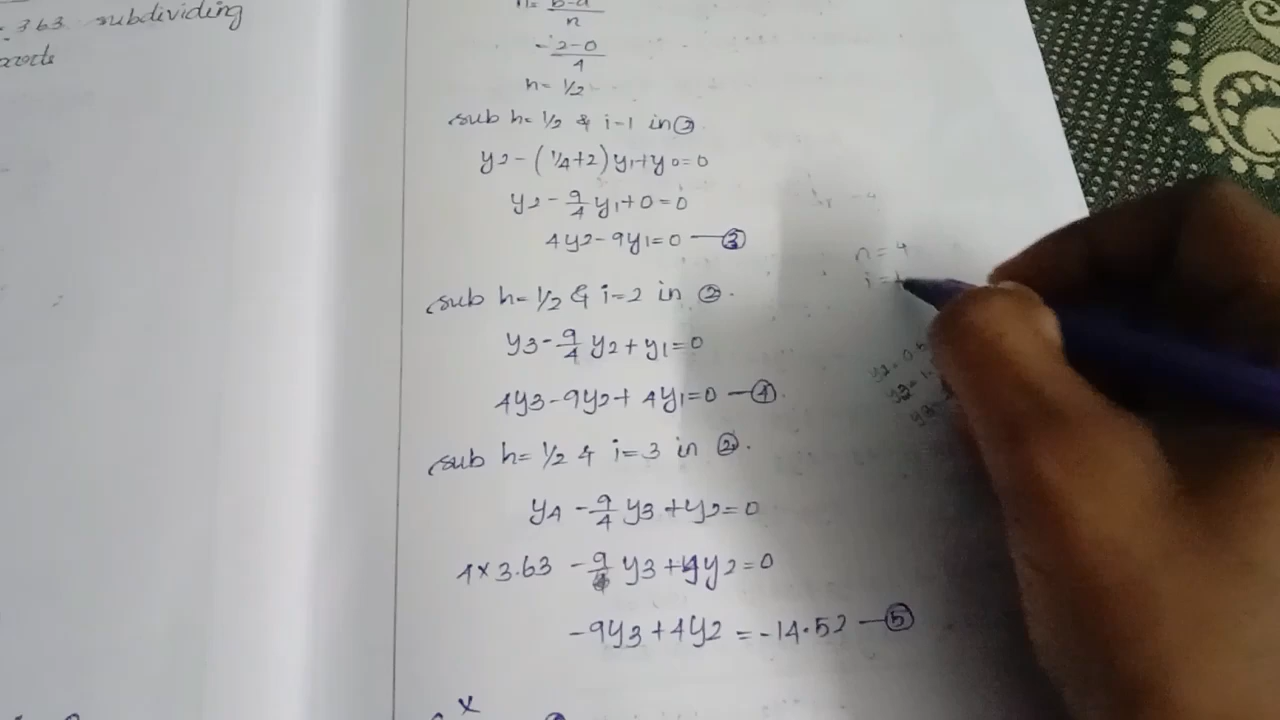 363 subdividing
n
= 2-0
4
h= 1/2
sub h= 1/2 & i=1 in ②
y2 - (1/4+2) y1+y0=0
y2 - 9/4 y1+0=0
4y2-9y1=0 — ③
n=4
sub h= 1/2 & i=2 in ②.
y3- 9/4 y2+y1=0
4y3-9y2+ 4y1=0 — ④
sub h= 1/2 & i=3 in ②.
y4 - 9/4 y3+y2=0
4×3.63 - 9/4 y3+4y2=0
-9y3+4y2 = -14.52 — ⑤
x